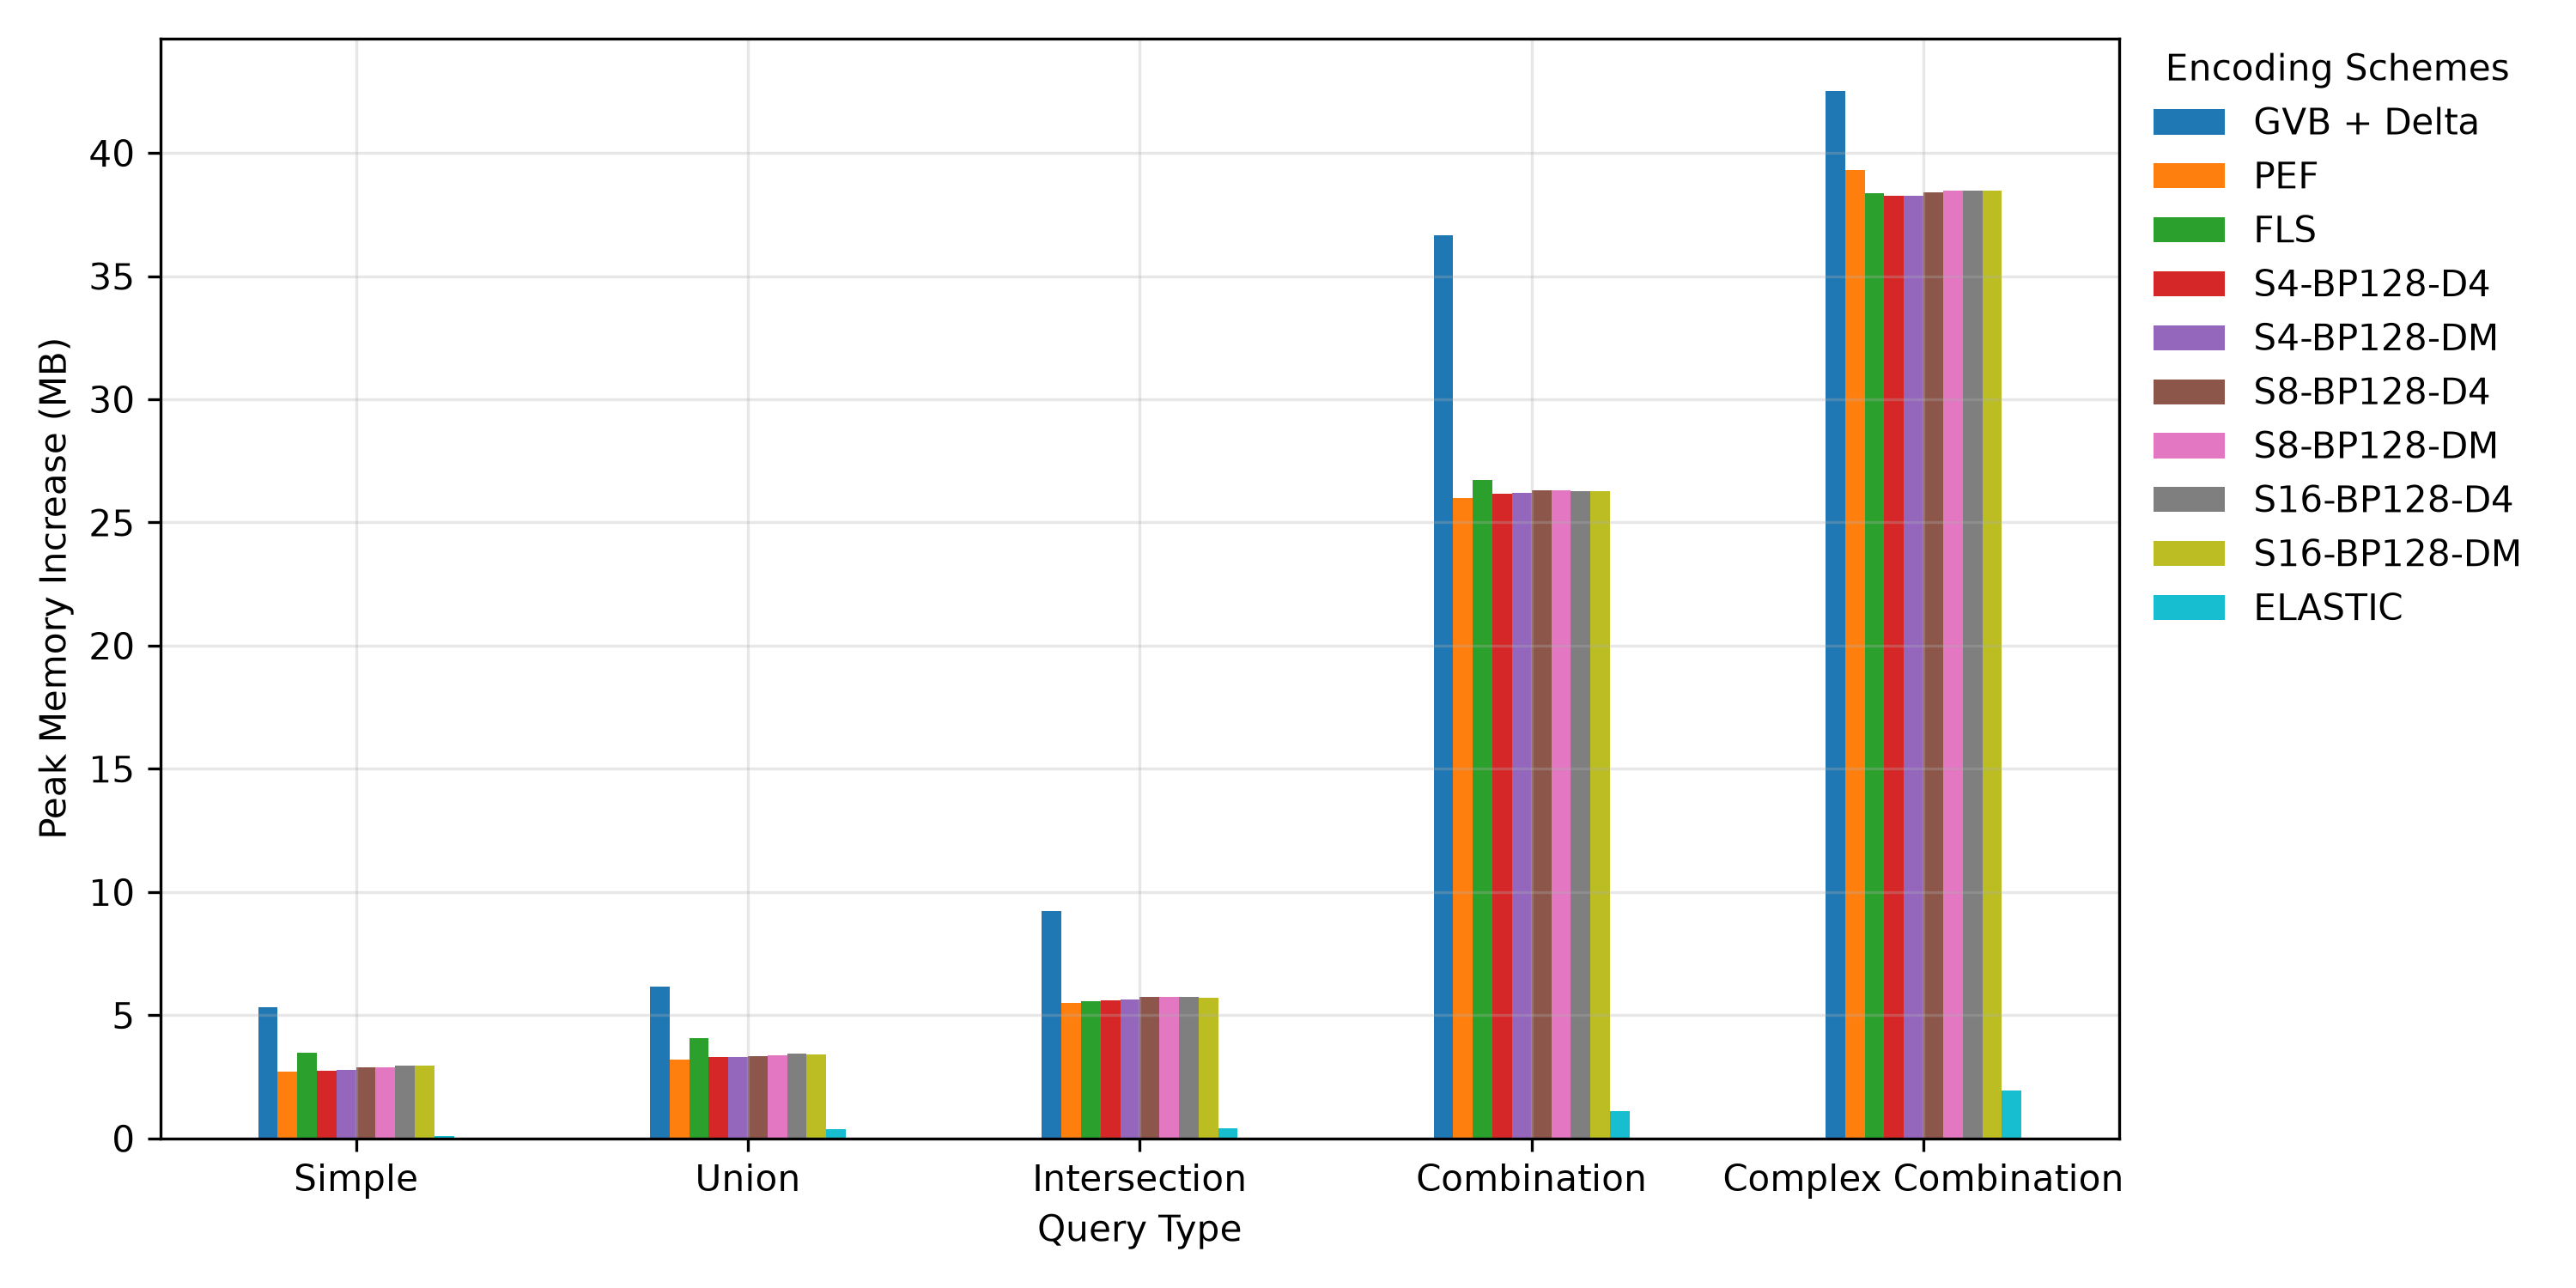 Peak Memory Increase (MB)
40
35
30
25
20
15
10
5
0
Simple
Union
Intersection
Combination
Complex Combination
Query Type
Encoding Schemes
GVB + Delta
PEF
FLS
S4-BP128-D4
S4-BP128-DM
S8-BP128-D4
S8-BP128-DM
S16-BP128-D4
S16-BP128-DM
ELASTIC